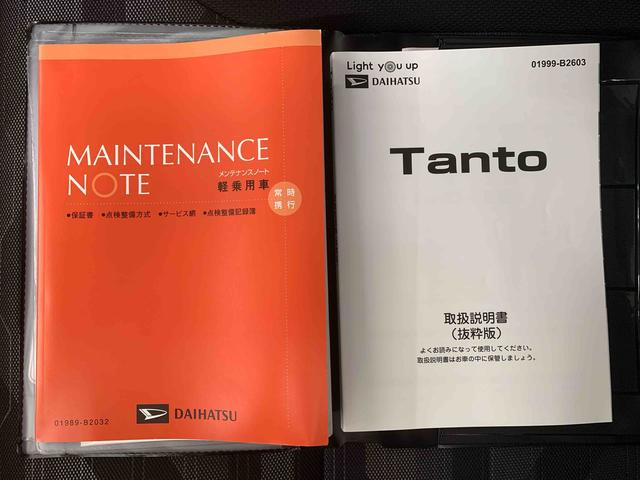 MAINTENANCE
NOTE
メンテナンスノート
軽乗用車
常時
携行
●保証書 ●点検整備方式 ●サービス網 ●点検整備記録簿
DAIHATSU
01989-B2032
Light you up
DAIHATSU
01999-B2603
Tanto
取扱説明書
（抜粋版）
よくお読みになって使用してください。
取扱説明書はお車の中に保管しましょう。